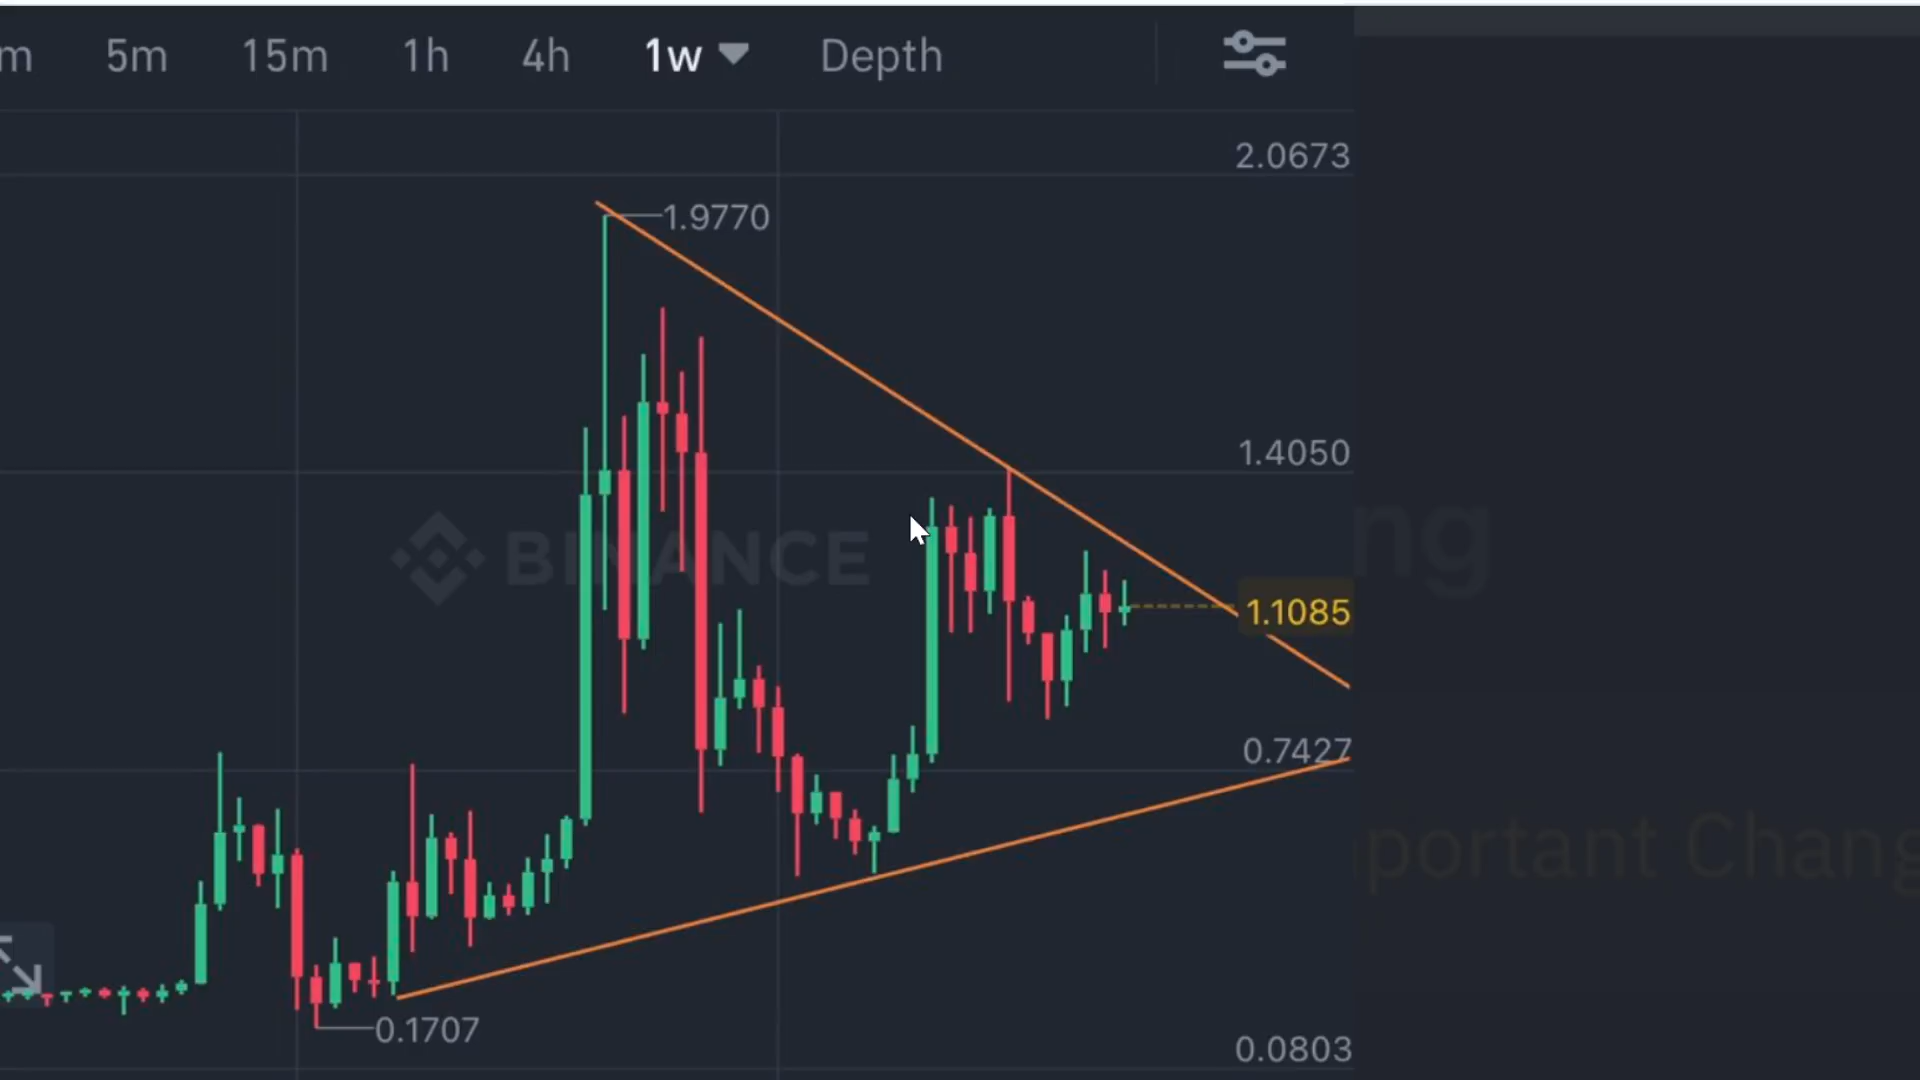 m 5m 15m 1h 4h 1w Depth
2.0673
1.9770
1.4050
BINANCE
ng
1.1085
0.7427
portant Chang
0.1707
0.0803